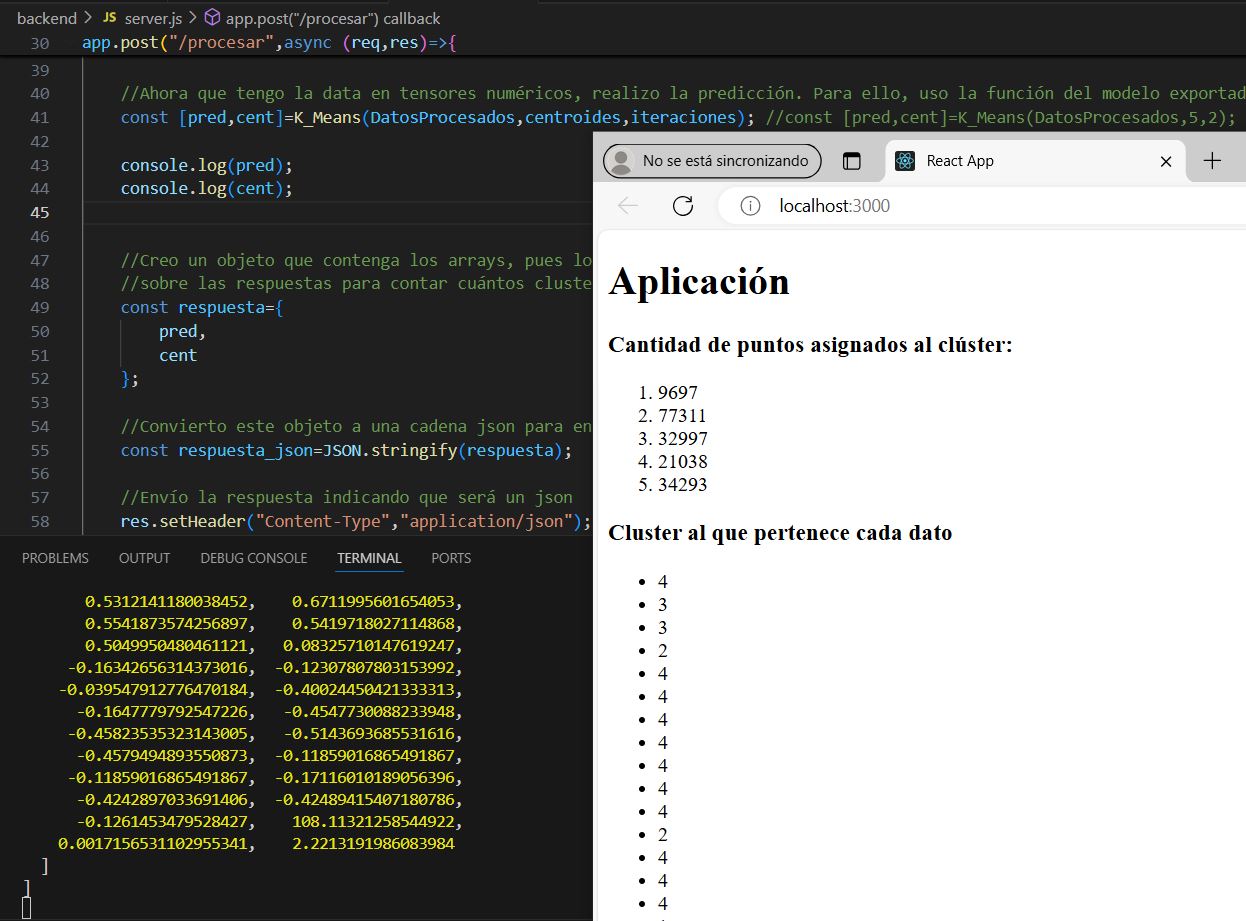 backend > JS server.js > app.post("/procesar") callback
30 app.post("/procesar",async (req,res)=>{
39
40 //Ahora que tengo la data en tensores numéricos, realizo la predicción. Para ello, uso la función del modelo exportad
41 const [pred,cent]=K_Means(DatosProcesados,centroides,iteraciones); //const [pred,cent]=K_Means(DatosProcesados,5,2);
42
43 console.log(pred);
44 console.log(cent);
45
46
47 //Creo un objeto que contenga los arrays, pues lo
48 //sobre las respuestas para contar cuántos cluste
49 const respuesta={
50 pred,
51 cent
52 };
53
54 //Convierto este objeto a una cadena json para en
55 const respuesta_json=JSON.stringify(respuesta);
56
57 //Envío la respuesta indicando que será un json
58 res.setHeader("Content-Type","application/json");
PROBLEMS OUTPUT DEBUG CONSOLE TERMINAL PORTS
0.5312141180038452, 0.6711995601654053,
0.5541873574256897, 0.5419718027114868,
0.5049950480461121, 0.08325710147619247,
-0.16342656314373016, -0.12307807803153992,
-0.039547912776470184, -0.40024450421333313,
-0.1647779792547226, -0.4547730088233948,
-0.45823535323143005, -0.5143693685531616,
-0.4579494893550873, -0.11859016865491867,
-0.11859016865491867, -0.17116010189056396,
-0.4242897033691406, -0.42489415407180786,
-0.1261453479528427, 108.11321258544922,
0.0017156531102955341, 2.2213191986083984
]
]
No se está sincronizando
React App
localhost:3000
Aplicación
Cantidad de puntos asignados al clúster:
1. 9697
2. 77311
3. 32997
4. 21038
5. 34293
Cluster al que pertenece cada dato
• 4
• 3
• 3
• 2
• 4
• 4
• 4
• 4
• 4
• 4
• 4
• 2
• 4
• 4
• 4